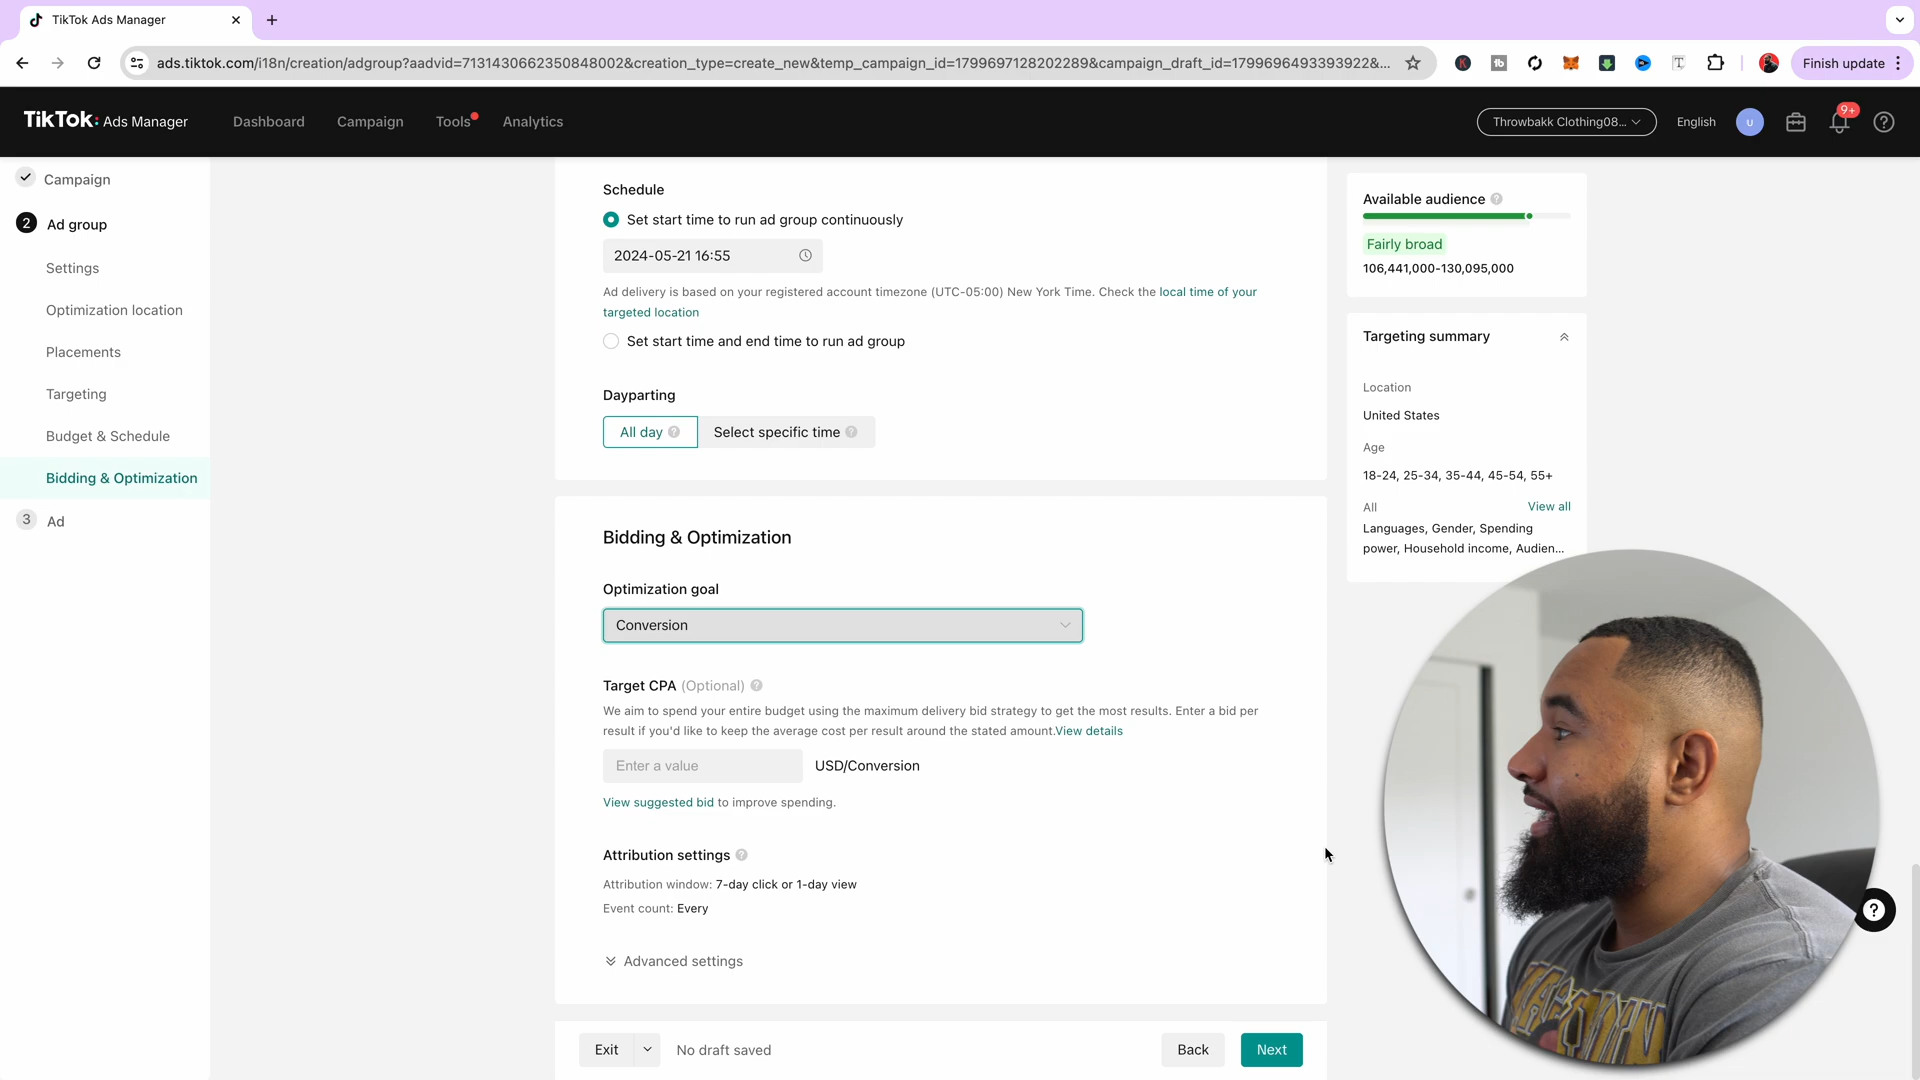 TikTok Ads Manager
ads.tiktok.com/i18n/creation/adgroup?aadvid=7131430662350848002&creation_type=create_new&temp_campaign_id=1799697128202289&campaign_draft_id=1799696493393922&...
Finish update
TikTok: Ads Manager
Dashboard
Campaign
Tools
Analytics
Throwbakk Clothing08...
English
U
9+
Campaign
2 Ad group
Settings
Optimization location
Placements
Targeting
Budget & Schedule
Bidding & Optimization
3 Ad
Schedule
Set start time to run ad group continuously
2024-05-21 16:55
Ad delivery is based on your registered account timezone (UTC-05:00) New York Time. Check the local time of your
targeted location
Set start time and end time to run ad group
Dayparting
All day
Select specific time
Bidding & Optimization
Optimization goal
Conversion
Target CPA (Optional)
We aim to spend your entire budget using the maximum delivery bid strategy to get the most results. Enter a bid per
result if you'd like to keep the average cost per result around the stated amount.View details
Enter a value
USD/Conversion
View suggested bid to improve spending.
Attribution settings
Attribution window: 7-day click or 1-day view
Event count: Every
Advanced settings
Exit
No draft saved
Back
Next
Available audience
Fairly broad
106,441,000-130,095,000
Targeting summary
Location
United States
Age
18-24, 25-34, 35-44, 45-54, 55+
All
View all
Languages, Gender, Spending
power, Household income, Audien...